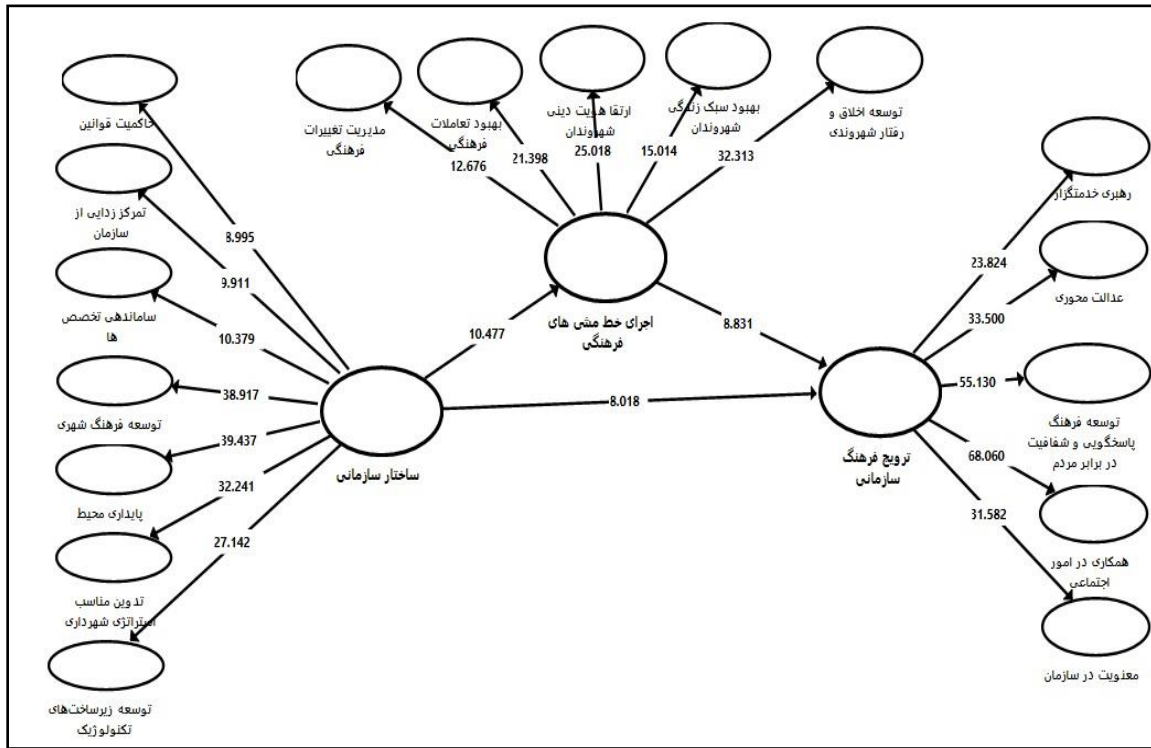 حاکمیت قوانین
تمرکز زدایی از
سازمان
ساماندهی تخصص
ها
توسعه فرهنگ شهری
پایداری محیط
تدوین مناسب
استراتژی شهرداری
توسعه زیرساخت‌های
تکنولوژیک
8.995
9.911
10.379
38.917
39.437
32.241
27.142
ساختار سازمانی
مدیریت تغییرات
فرهنگی
بهبود تعاملات
فرهنگی
ارتقا هویت دینی
شهروندان
بهبود سبک زندگی
شهروندان
توسعه اخلاق و
رفتار شهروندی
12.676
21.398
25.018
15.014
32.313
اجرای خط مشی های
فرهنگی
10.477
8.831
8.018
ترویج فرهنگ
سازمانی
23.824
33.500
55.130
68.060
31.582
رهبری خدمتگزار
عدالت محوری
توسعه فرهنگ
پاسخگویی و شفافیت
در برابر مردم
همکاری در امور
اجتماعی
معنویت در سازمان